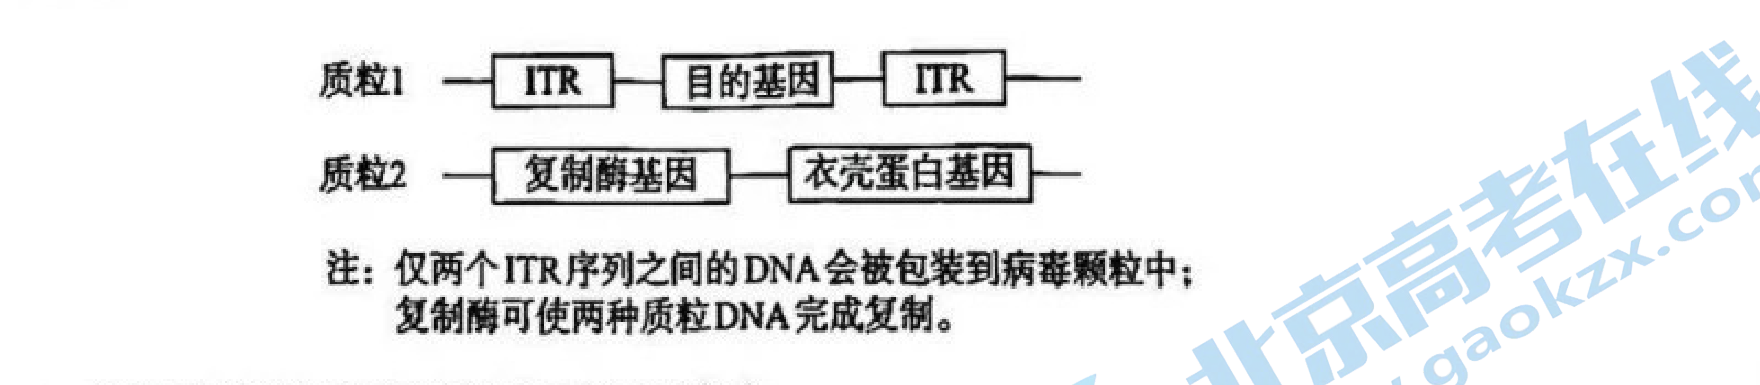 质粒1 ITR 目的基因 ITR
质粒2 复制酶基因 衣壳蛋白基因
注：仅两个ITR序列之间的DNA会被包装到病毒颗粒中；
复制酶可使两种质粒DNA完成复制。
北京高考在线
gaokzx.com